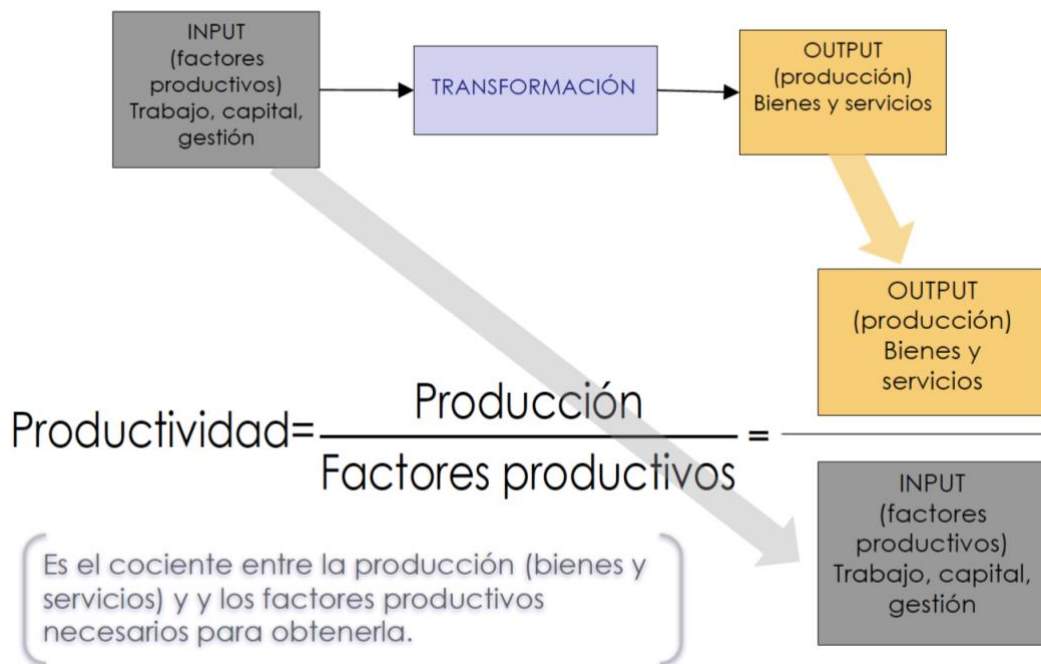 INPUT
(factores
productivos)
Trabajo, capital,
gestión
TRANSFORMACIÓN
OUTPUT
(producción)
Bienes y servicios
OUTPUT
(producción)
Bienes y
servicios
Productividad=
Producción
Factores productivos
=
INPUT
(factores
productivos)
Trabajo, capital,
gestión
Es el cociente entre la producción (bienes y
servicios) y y los factores productivos
necesarios para obtenerla.